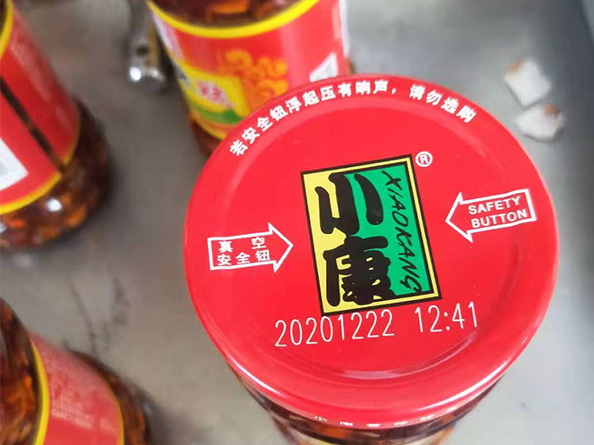 若安全钮浮起压有响声，请勿选购
小康
XIAOKANG
®
真空
安全钮
SAFETY
BUTTON
20201222 12:41